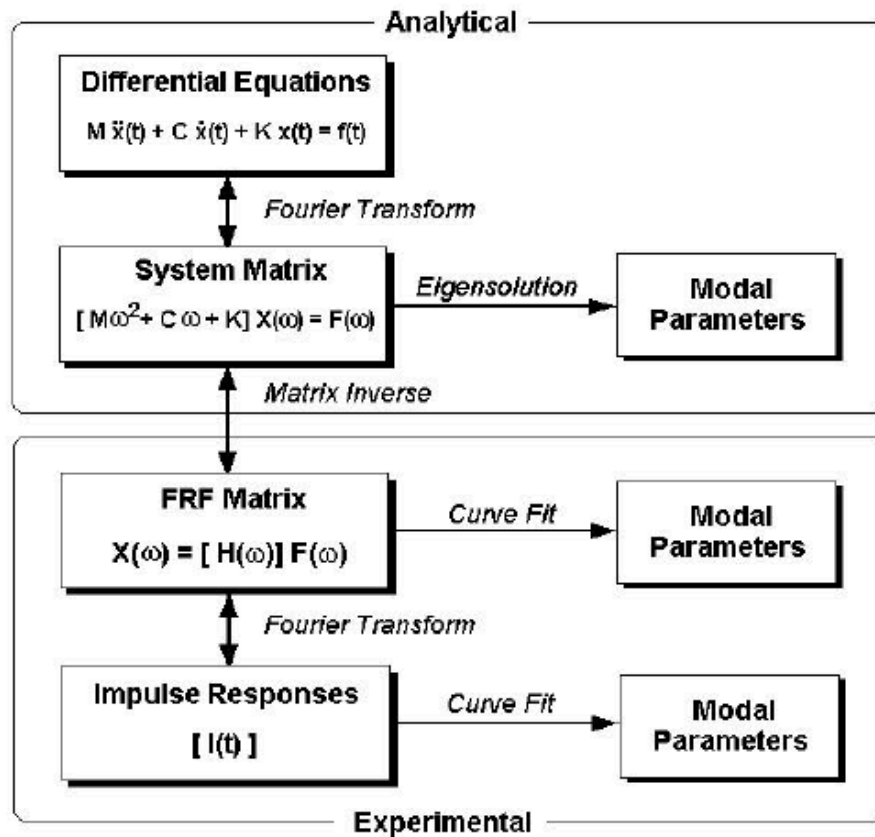 Analytical
Differential Equations
M ẍ(t) + C ẋ(t) + K x(t) = f(t)
Fourier Transform
System Matrix
[ Mω²+ C ω + K] X(ω) = F(ω)
Eigensolution
Modal
Parameters
Matrix Inverse
FRF Matrix
X(ω) = [ H(ω)] F(ω)
Curve Fit
Modal
Parameters
Fourier Transform
Impulse Responses
[ I(t) ]
Curve Fit
Modal
Parameters
Experimental